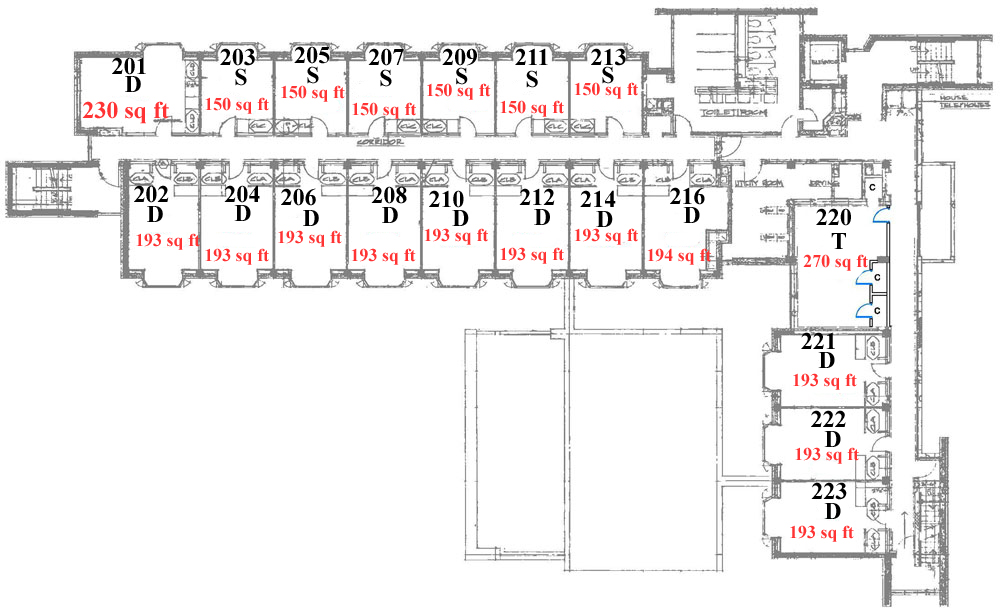 201
D
230 sq ft
203
S
150 sq ft
205
S
150 sq ft
207
S
150 sq ft
209
S
150 sq ft
211
S
150 sq ft
213
S
150 sq ft
TOILET ROOM
HOUSE
TELEPHONES
CORRIDOR
202
D
193 sq ft
204
D
193 sq ft
206
D
193 sq ft
208
D
193 sq ft
210
D
193 sq ft
212
D
193 sq ft
214
D
193 sq ft
216
D
194 sq ft
UTILITY ROOM
DRYING
C
220
T
270 sq ft
C
C
221
D
193 sq ft
222
D
193 sq ft
223
D
193 sq ft